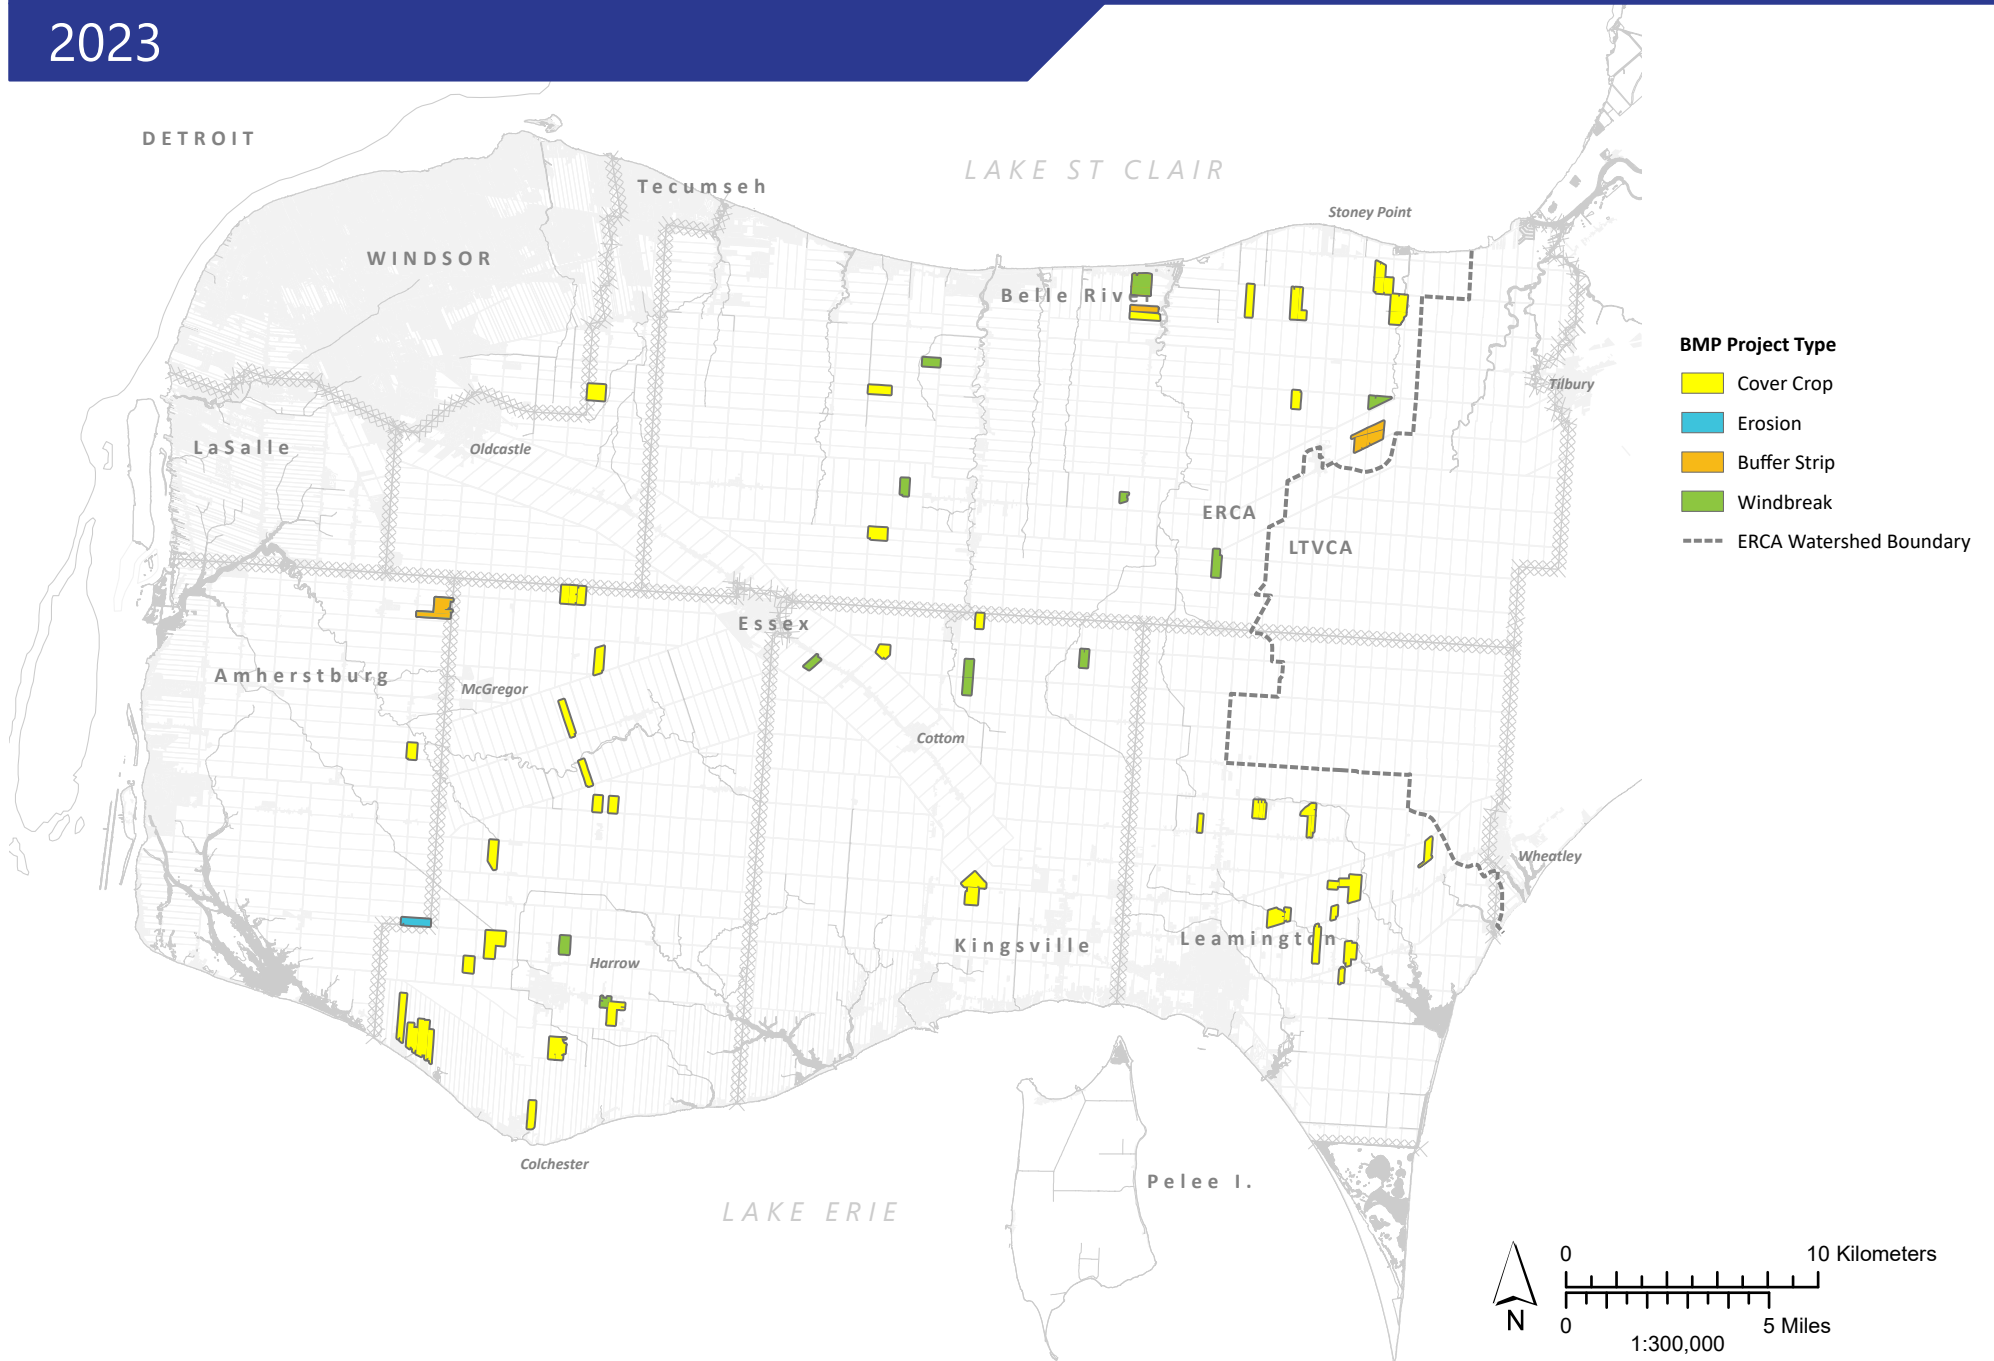 2023
DETROIT
LAKE ST CLAIR
Tecumseh
Stoney Point
WINDSOR
Belle River
BMP Project Type
Cover Crop
Erosion
Buffer Strip
Windbreak
ERCA Watershed Boundary
Tilbury
LaSalle
Oldcastle
ERCA
LTVCA
Essex
Amherstburg
McGregor
Cottom
Wheatley
Kingsville
Leamington
Harrow
Colchester
Pelee I.
LAKE ERIE
0 10 Kilometers
N
0 5 Miles
1:300,000